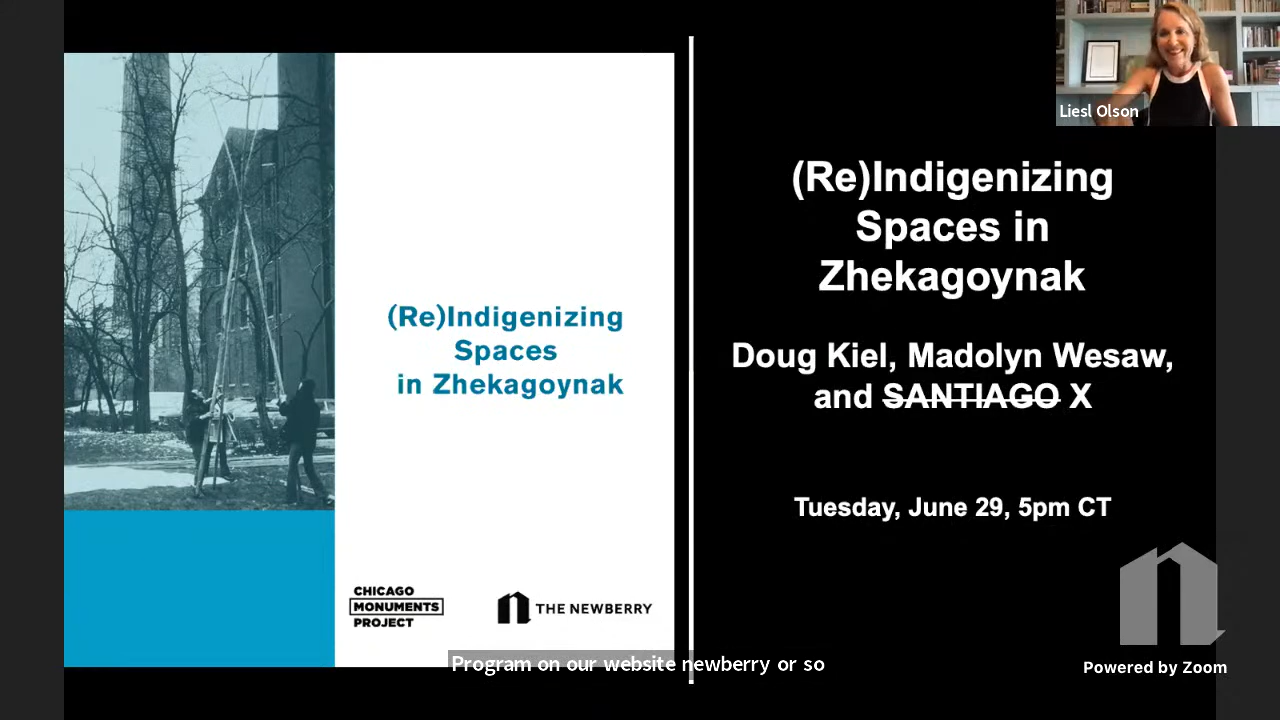 (Re)Indigenizing
Spaces
in Zhekagoynak
CHICAGO
MONUMENTS
PROJECT
THE NEWBERRY
Liesl Olson
(Re)Indigenizing
Spaces in
Zhekagoynak
Doug Kiel, Madolyn Wesaw,
and SANTIAGO X
Tuesday, June 29, 5pm CT
Program on our website newberry or so
Powered by Zoom